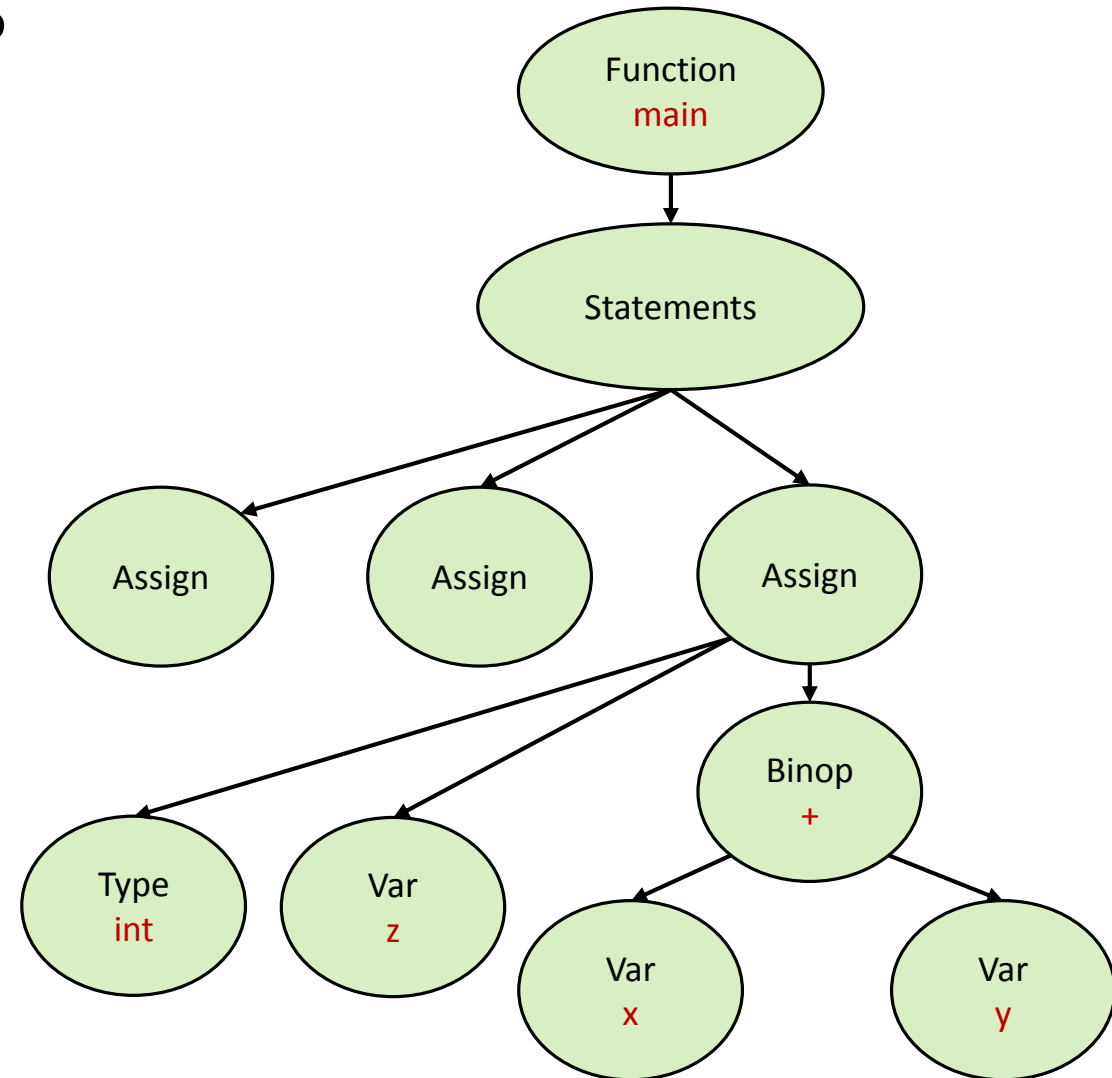 Function
main
Statements
Assign
Assign
Assign
Binop
+
Type
int
Var
z
Var
x
Var
y